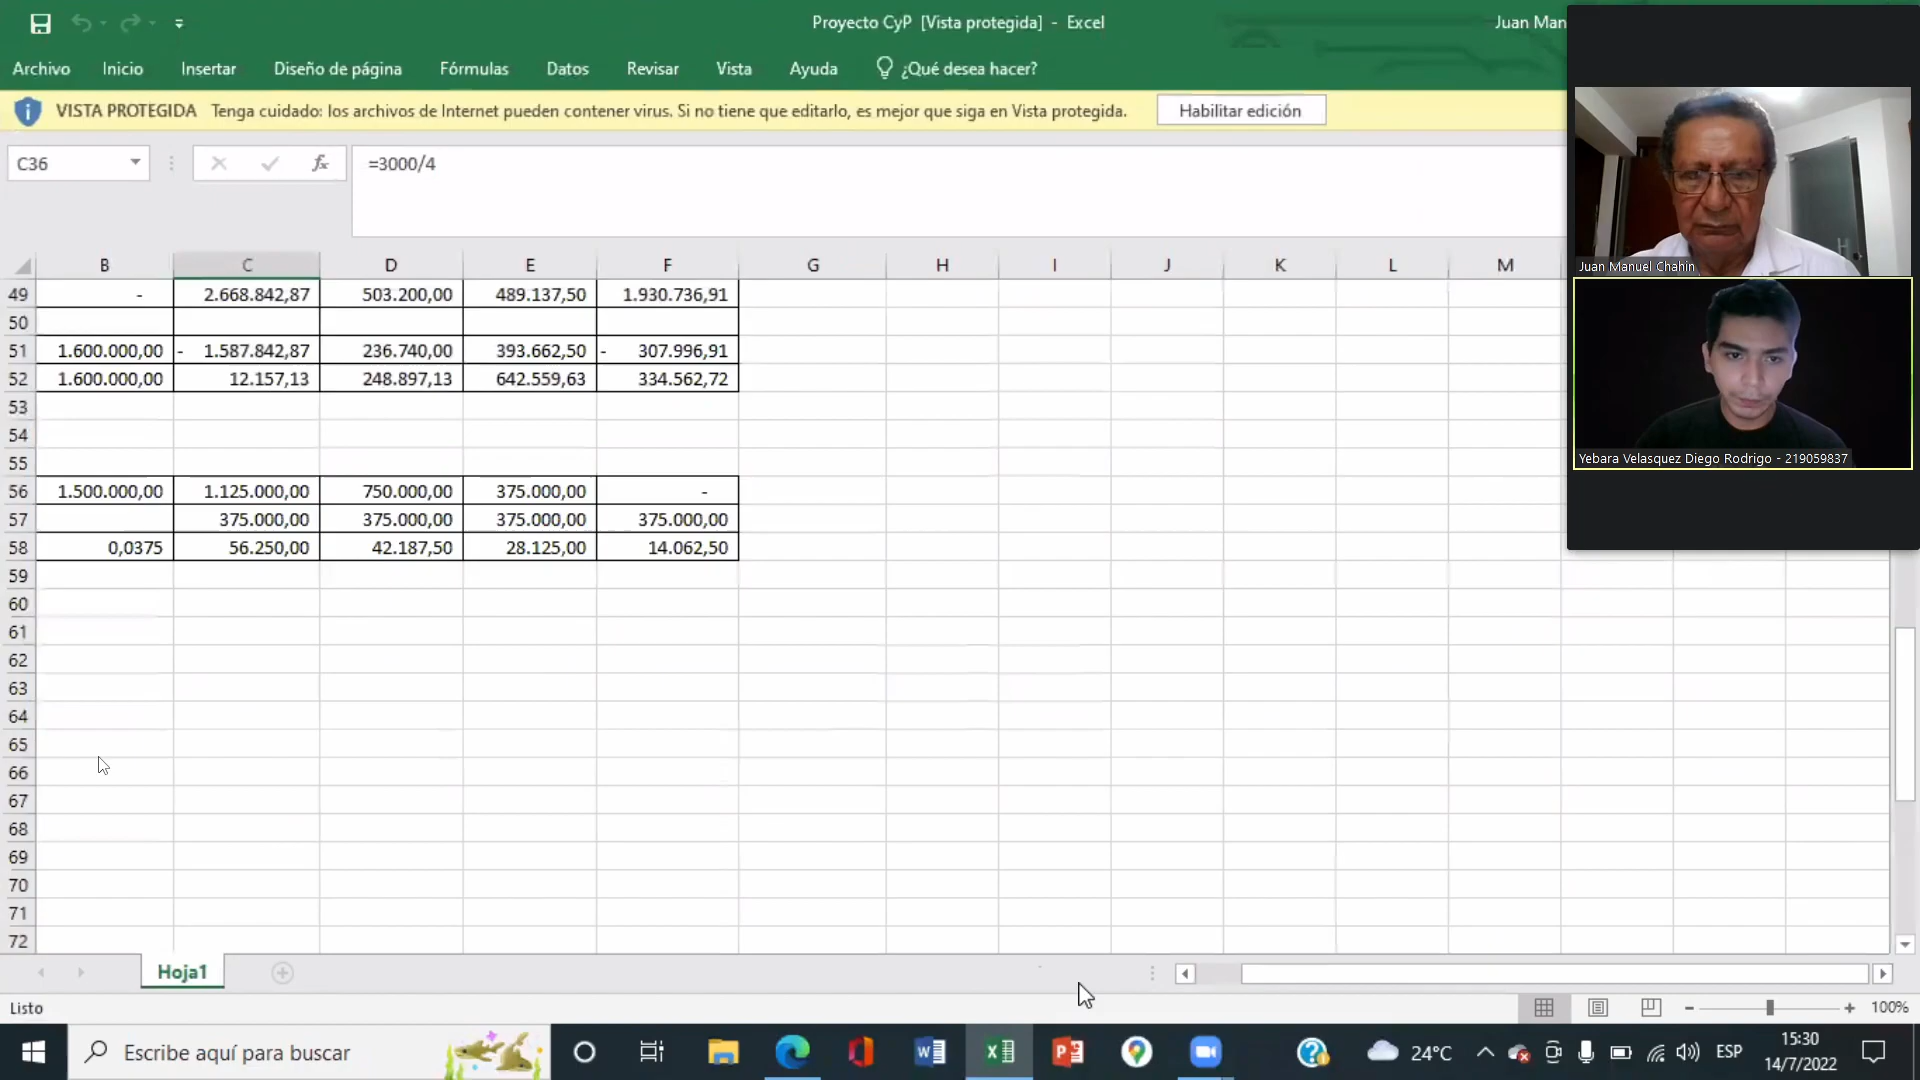 Proyecto CyP [Vista protegida] - Excel
Juan Man
Archivo Inicio Insertar Diseño de página Fórmulas Datos Revisar Vista Ayuda ¿Qué desea hacer?
VISTA PROTEGIDA Tenga cuidado: los archivos de Internet pueden contener virus. Si no tiene que editarlo, es mejor que siga en Vista protegida. Habilitar edición
C36 fx =3000/4
B C D E F G H I J K L M
49 - 2.668.842,87 503.200,00 489.137,50 1.930.736,91
50
51 1.600.000,00 - 1.587.842,87 236.740,00 393.662,50 - 307.996,91
52 1.600.000,00 12.157,13 248.897,13 642.559,63 334.562,72
53
54
55
56 1.500.000,00 1.125.000,00 750.000,00 375.000,00 -
57 375.000,00 375.000,00 375.000,00 375.000,00
58 0,0375 56.250,00 42.187,50 28.125,00 14.062,50
59
60
61
62
63
64
65
66
67
68
69
70
71
72
Juan Manuel Chahin
Yebara Velasquez Diego Rodrigo - 219059837
Hoja1
Listo
100%
Escribe aquí para buscar
24°C
ESP
15:30
14/7/2022